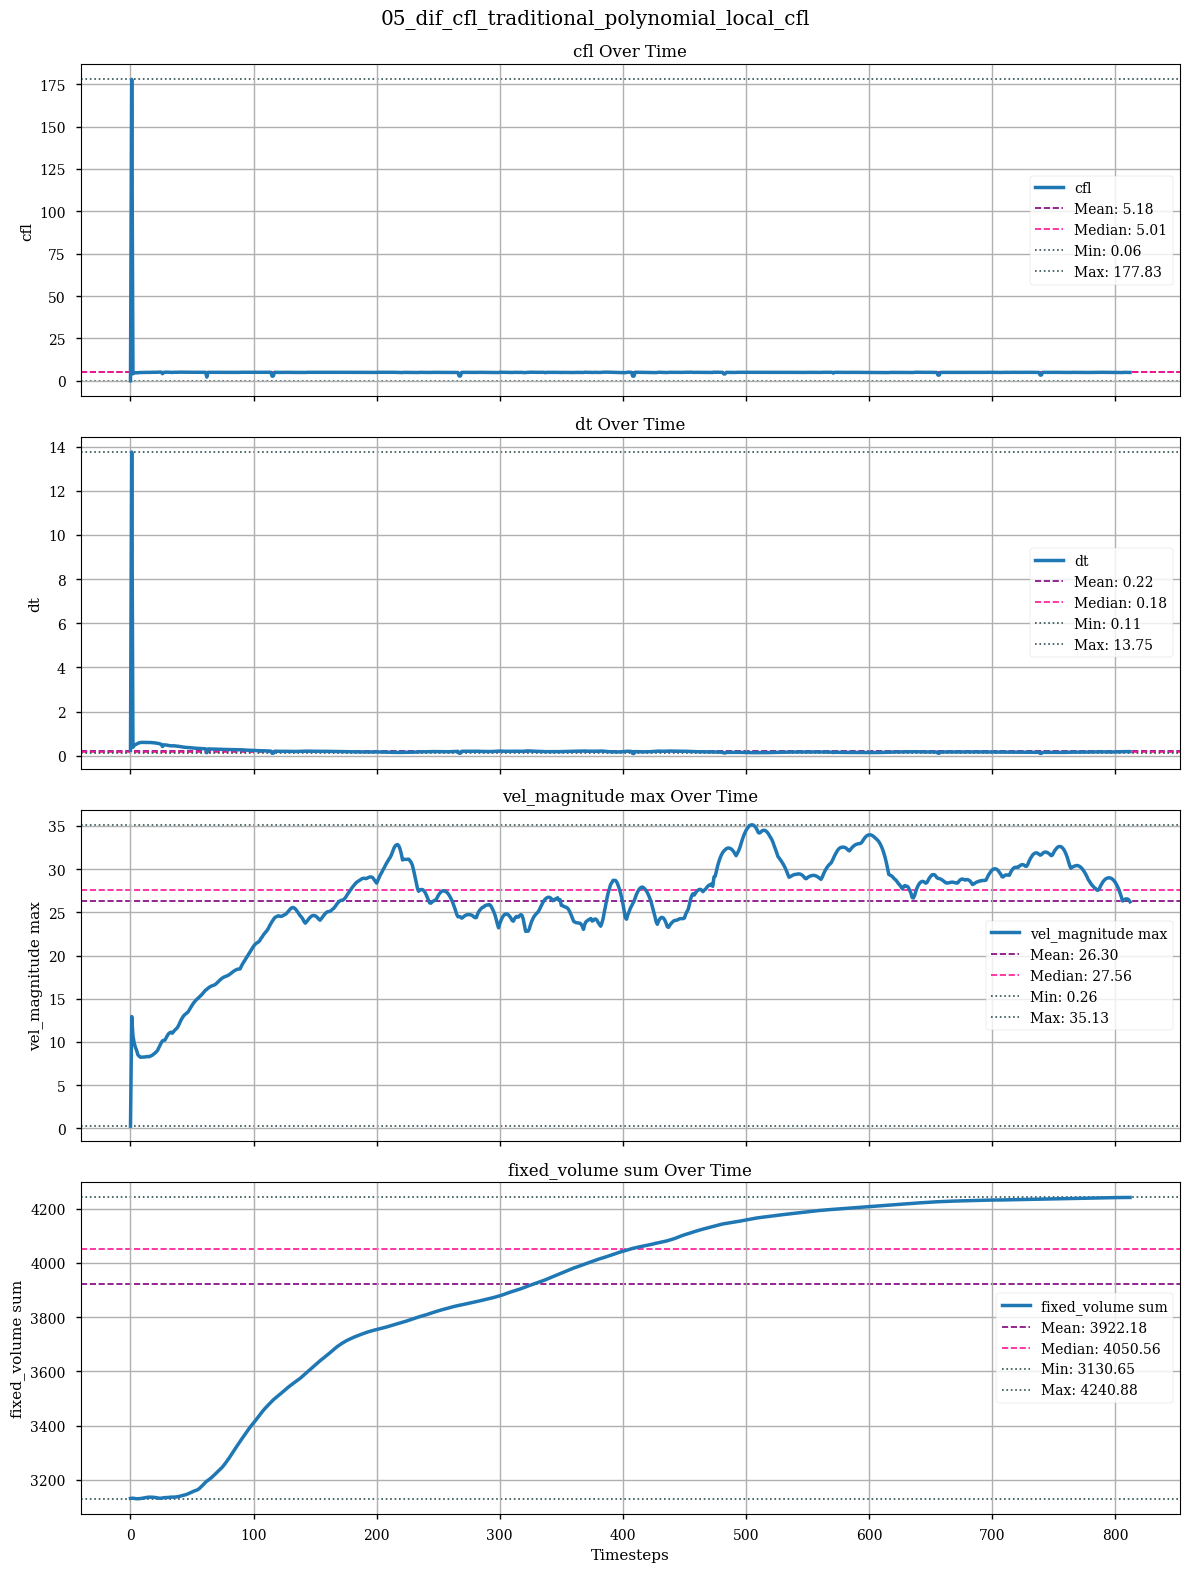 05_dif_cfl_traditional_polynomial_local_cfl
cfl Over Time
175
150
125
100
75
50
25
0
cfl
cfl
Mean: 5.18
Median: 5.01
Min: 0.06
Max: 177.83
dt Over Time
14
12
10
8
6
4
2
0
dt
dt
Mean: 0.22
Median: 0.18
Min: 0.11
Max: 13.75
vel_magnitude max Over Time
35
30
25
20
15
10
5
0
vel_magnitude max
vel_magnitude max
Mean: 26.30
Median: 27.56
Min: 0.26
Max: 35.13
fixed_volume sum Over Time
4200
4000
3800
3600
3400
3200
fixed_volume sum
fixed_volume sum
Mean: 3922.18
Median: 4050.56
Min: 3130.65
Max: 4240.88
0 100 200 300 400 500 600 700 800
Timesteps